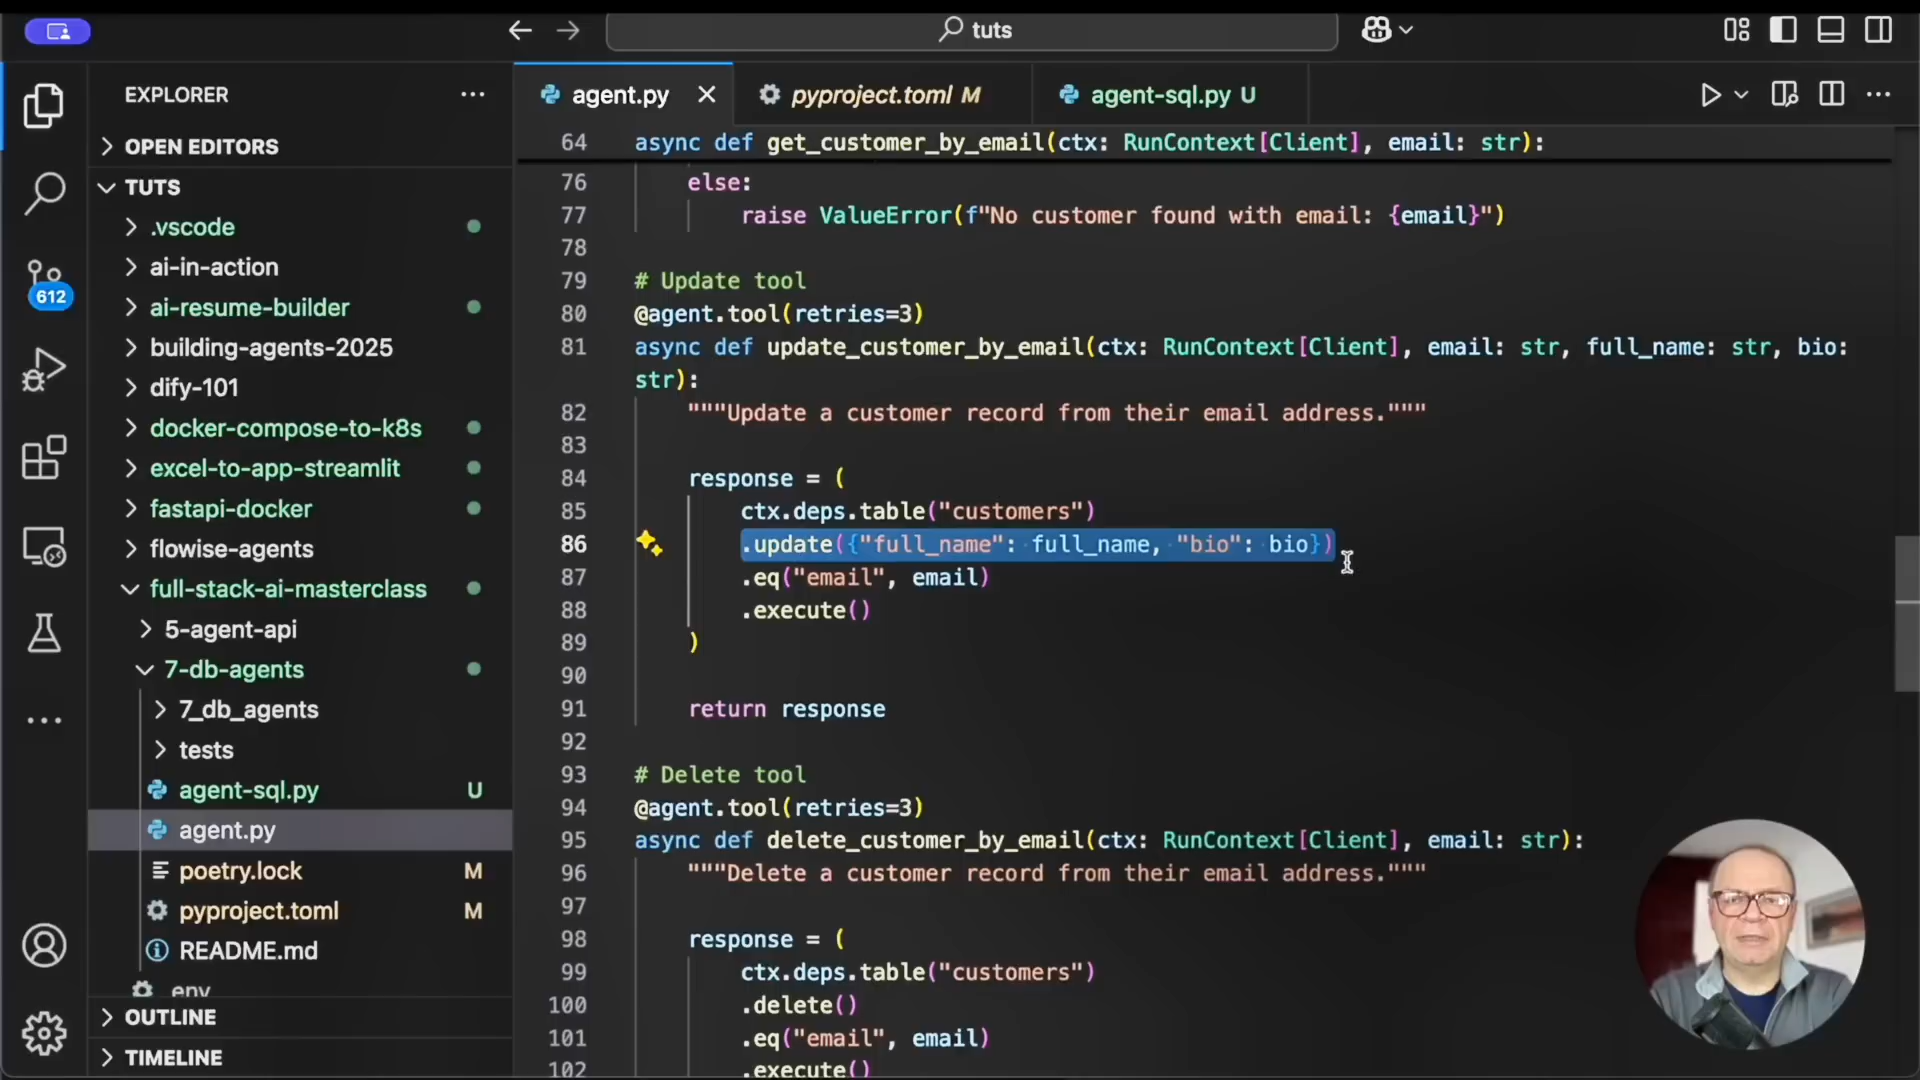 tuts
EXPLORER
OPEN EDITORS
TUTS
.vscode
ai-in-action
ai-resume-builder
building-agents-2025
dify-101
docker-compose-to-k8s
excel-to-app-streamlit
fastapi-docker
flowise-agents
full-stack-ai-masterclass
5-agent-api
7-db-agents
7_db_agents
tests
agent-sql.py U
agent.py
poetry.lock M
pyproject.toml M
README.md
.env
OUTLINE
TIMELINE
612
agent.py
pyproject.toml M
agent-sql.py U
64 async def get_customer_by_email(ctx: RunContext[Client], email: str):
76 else:
77 raise ValueError(f"No customer found with email: {email}")
78
79 # Update tool
80 @agent.tool(retries=3)
81 async def update_customer_by_email(ctx: RunContext[Client], email: str, full_name: str, bio:
str):
82 """Update a customer record from their email address."""
83
84 response = (
85 ctx.deps.table("customers")
86 .update({"full_name": full_name, "bio": bio})
87 .eq("email", email)
88 .execute()
89 )
90
91 return response
92
93 # Delete tool
94 @agent.tool(retries=3)
95 async def delete_customer_by_email(ctx: RunContext[Client], email: str):
96 """Delete a customer record from their email address."""
97
98 response = (
99 ctx.deps.table("customers")
100 .delete()
101 .eq("email", email)
102 .execute()